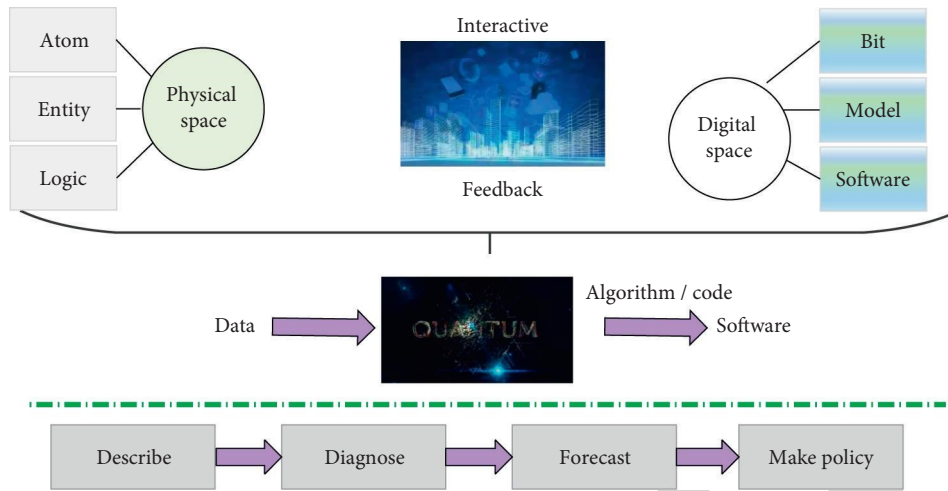 Atom
Entity
Logic
Physical
space
Interactive
Feedback
Digital
space
Bit
Model
Software
Data
QUANTUM
Algorithm / code
Software
Describe
Diagnose
Forecast
Make policy